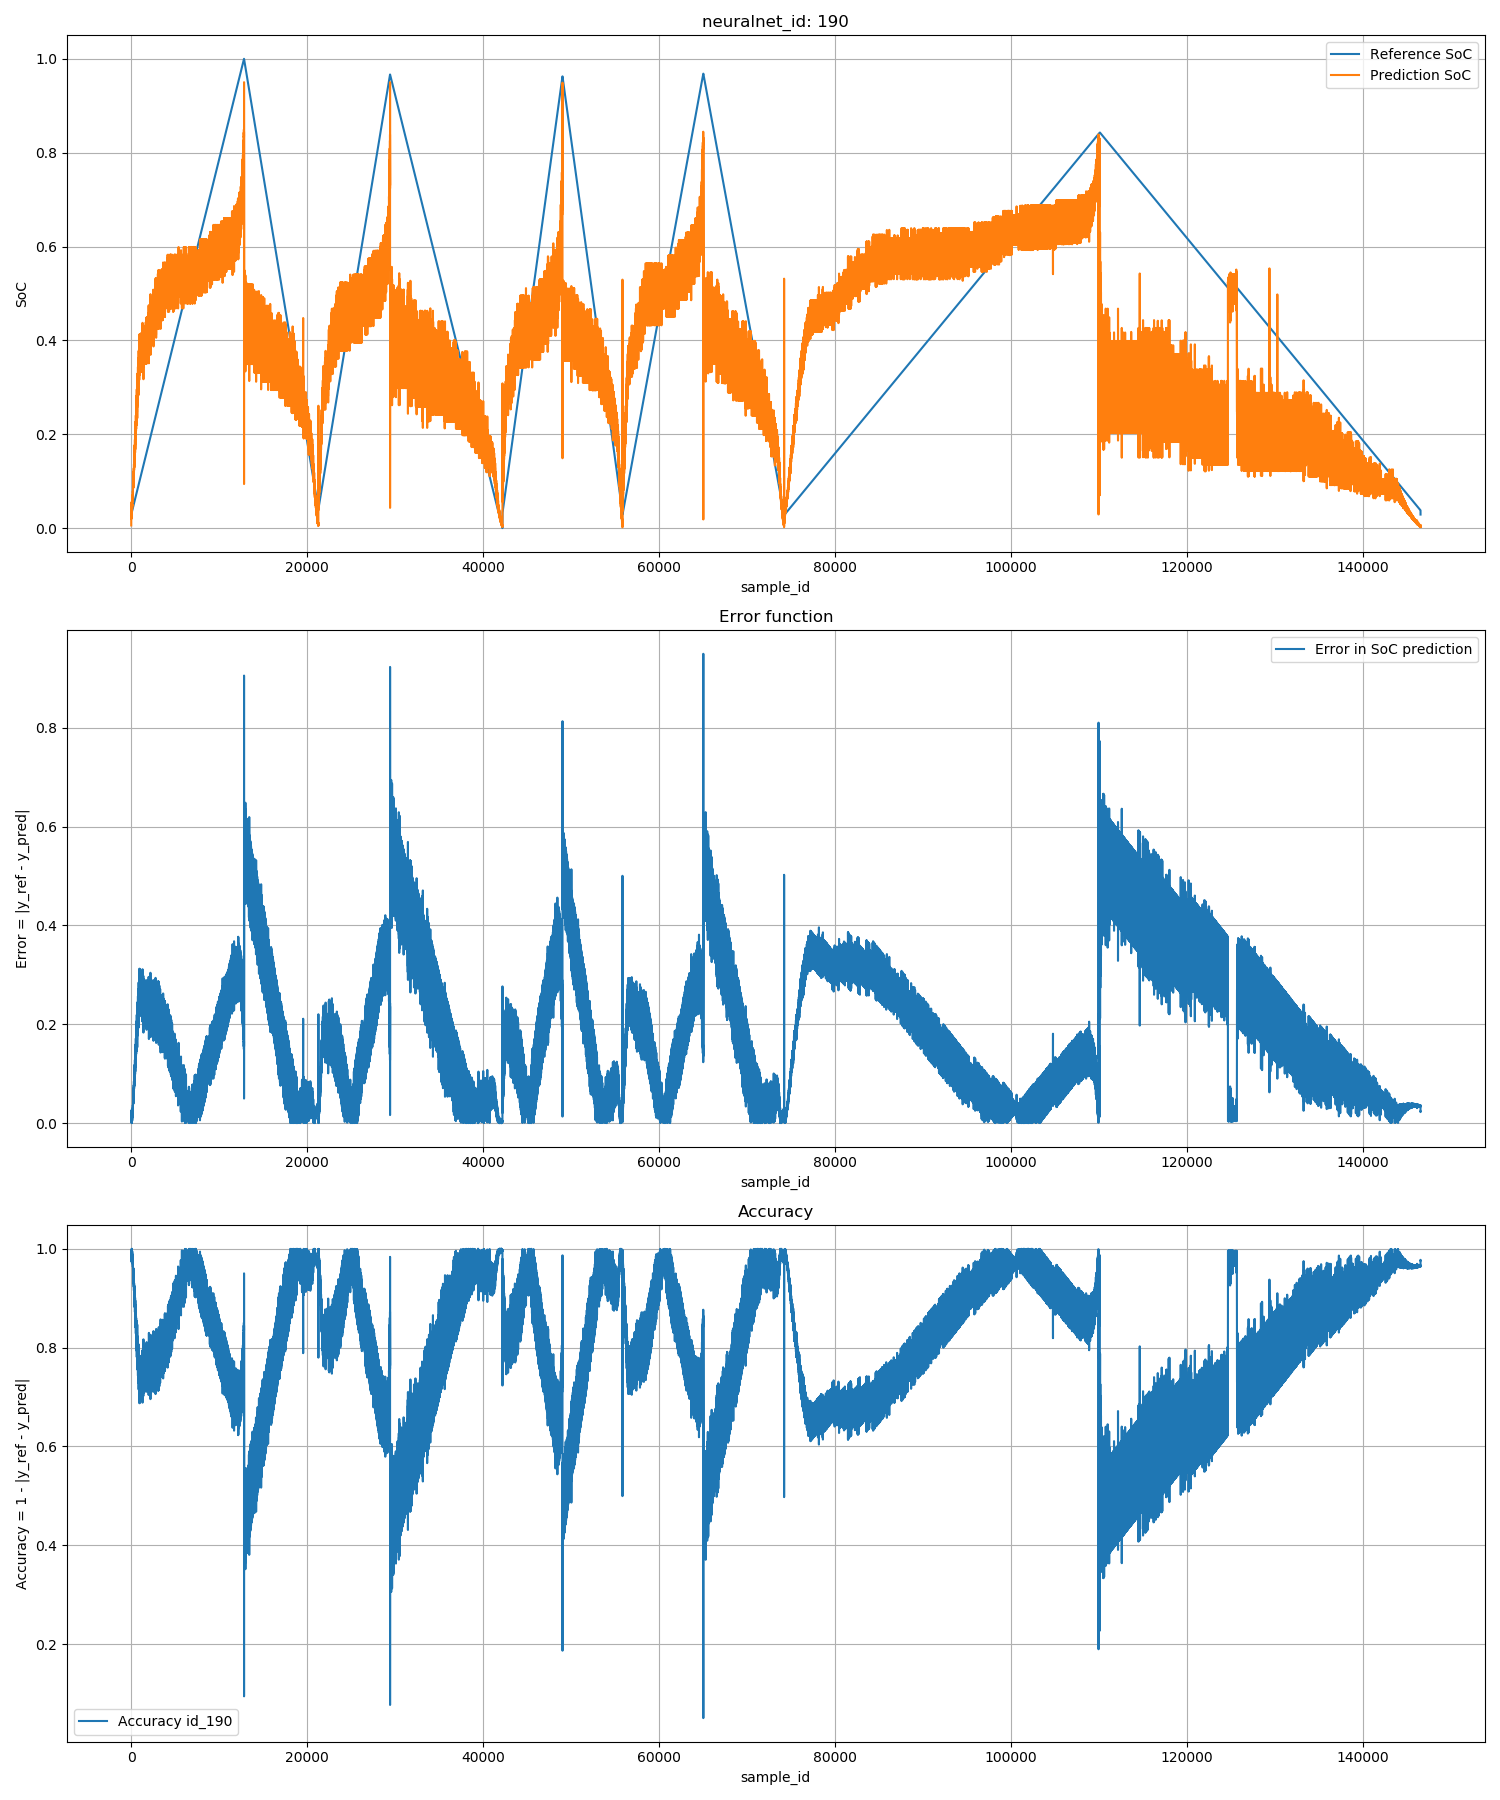 neuralnet_id: 190
Reference SoC
Prediction SoC
SoC
1.0
0.8
0.6
0.4
0.2
0.0
0 20000 40000 60000 80000 100000 120000 140000
sample_id
Error function
Error in SoC prediction
Error = |y_ref - y_pred|
0.8
0.6
0.4
0.2
0.0
0 20000 40000 60000 80000 100000 120000 140000
sample_id
Accuracy
Accuracy = 1 - |y_ref - y_pred|
1.0
0.8
0.6
0.4
0.2
Accuracy id_190
0 20000 40000 60000 80000 100000 120000 140000
sample_id